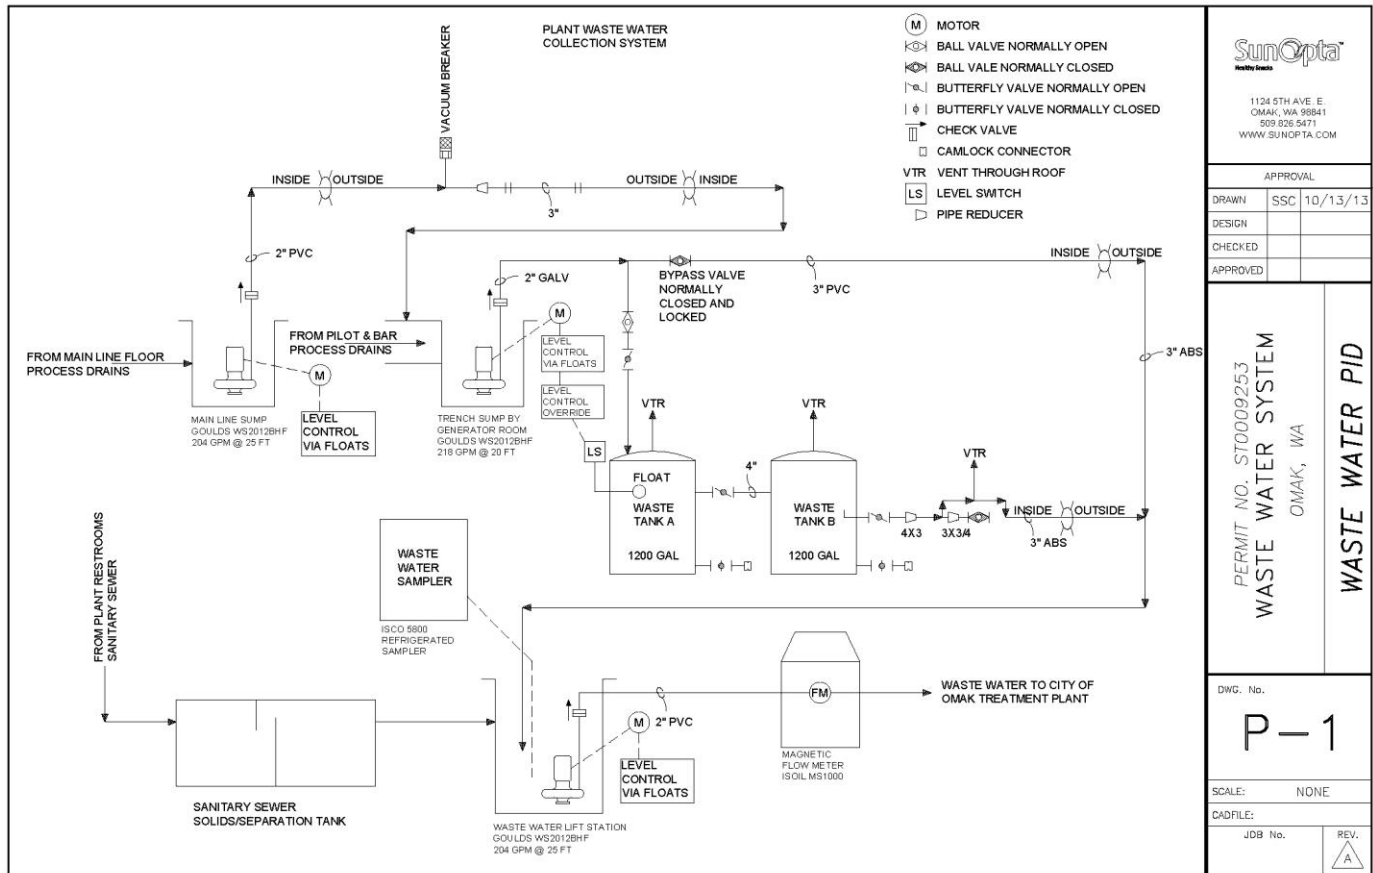 PLANT WASTE WATER
COLLECTION SYSTEM
M MOTOR
BALL VALVE NORMALLY OPEN
BALL VALE NORMALLY CLOSED
BUTTERFLY VALVE NORMALLY OPEN
BUTTERFLY VALVE NORMALLY CLOSED
CHECK VALVE
CAMLOCK CONNECTOR
VTR VENT THROUGH ROOF
LS LEVEL SWITCH
PIPE REDUCER
VACUUM BREAKER
INSIDE OUTSIDE
3"
OUTSIDE INSIDE
2" PVC
2" GALV
BYPASS VALVE
NORMALLY
CLOSED AND
LOCKED
3" PVC
INSIDE OUTSIDE
3" ABS
FROM MAIN LINE FLOOR
PROCESS DRAINS
M
LEVEL
CONTROL
VIA FLOATS
MAIN LINE SUMP
GOULDS WS2012BHF
204 GPM @ 25 FT
FROM PILOT & BAR
PROCESS DRAINS
M
LEVEL
CONTROL
VIA FLOATS
LEVEL
CONTROL
OVERRIDE
TRENCH SUMP BY
GENERATOR ROOM
GOULDS WS2012BHF
218 GPM @ 20 FT
LS
VTR
FLOAT
WASTE
TANK A
1200 GAL
4"
VTR
WASTE
TANK B
1200 GAL
4X3
3X3/4
VTR
INSIDE OUTSIDE
3" ABS
WASTE
WATER
SAMPLER
ISCO 5800
REFRIGERATED
SAMPLER
FROM PLANT RESTROOMS
SANITARY SEWER
SANITARY SEWER
SOLIDS/SEPARATION TANK
2" PVC
M
LEVEL
CONTROL
VIA FLOATS
WASTE WATER LIFT STATION
GOULDS WS2012BHF
204 GPM @ 25 FT
FM
MAGNETIC
FLOW METER
ISOIL MS1000
WASTE WATER TO CITY OF
OMAK TREATMENT PLANT
SunOpta™
Healthy Snacks
1124 5TH AVE. E.
OMAK, WA 98841
509.826.5471
WWW.SUNOPTA.COM
APPROVAL
DRAWN SSC 10/13/13
DESIGN
CHECKED
APPROVED
PERMIT NO. ST0009253
WASTE WATER SYSTEM
OMAK, WA
WASTE WATER PID
DWG. No.
P-1
SCALE: NONE
CADFILE:
JOB No.
REV.
A